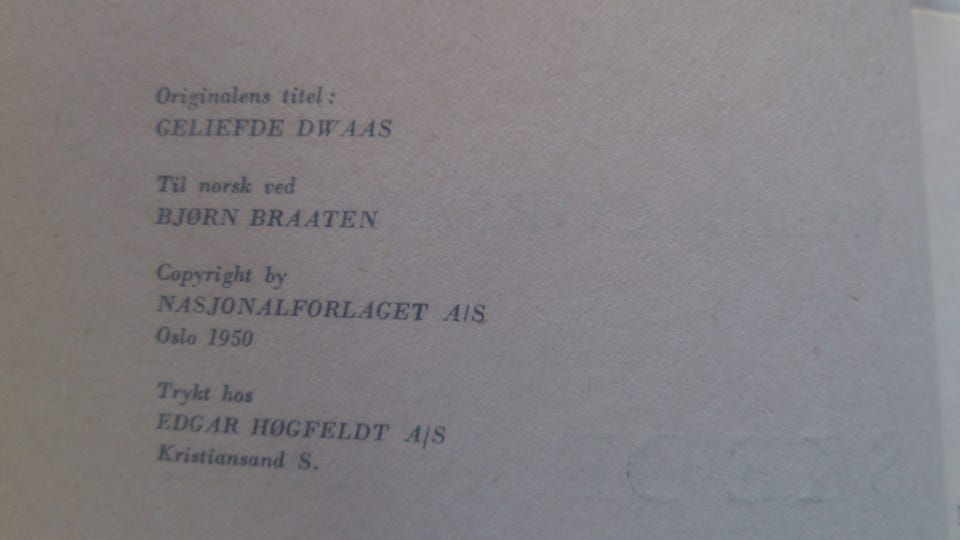 Originalens titel:
GELIEFDE DWAAS
Til norsk ved
BJØRN BRAATEN
Copyright by
NASJONALFORLAGET A/S
Oslo 1950
Trykt hos
EDGAR HØGFELDT A/S
Kristiansand S.